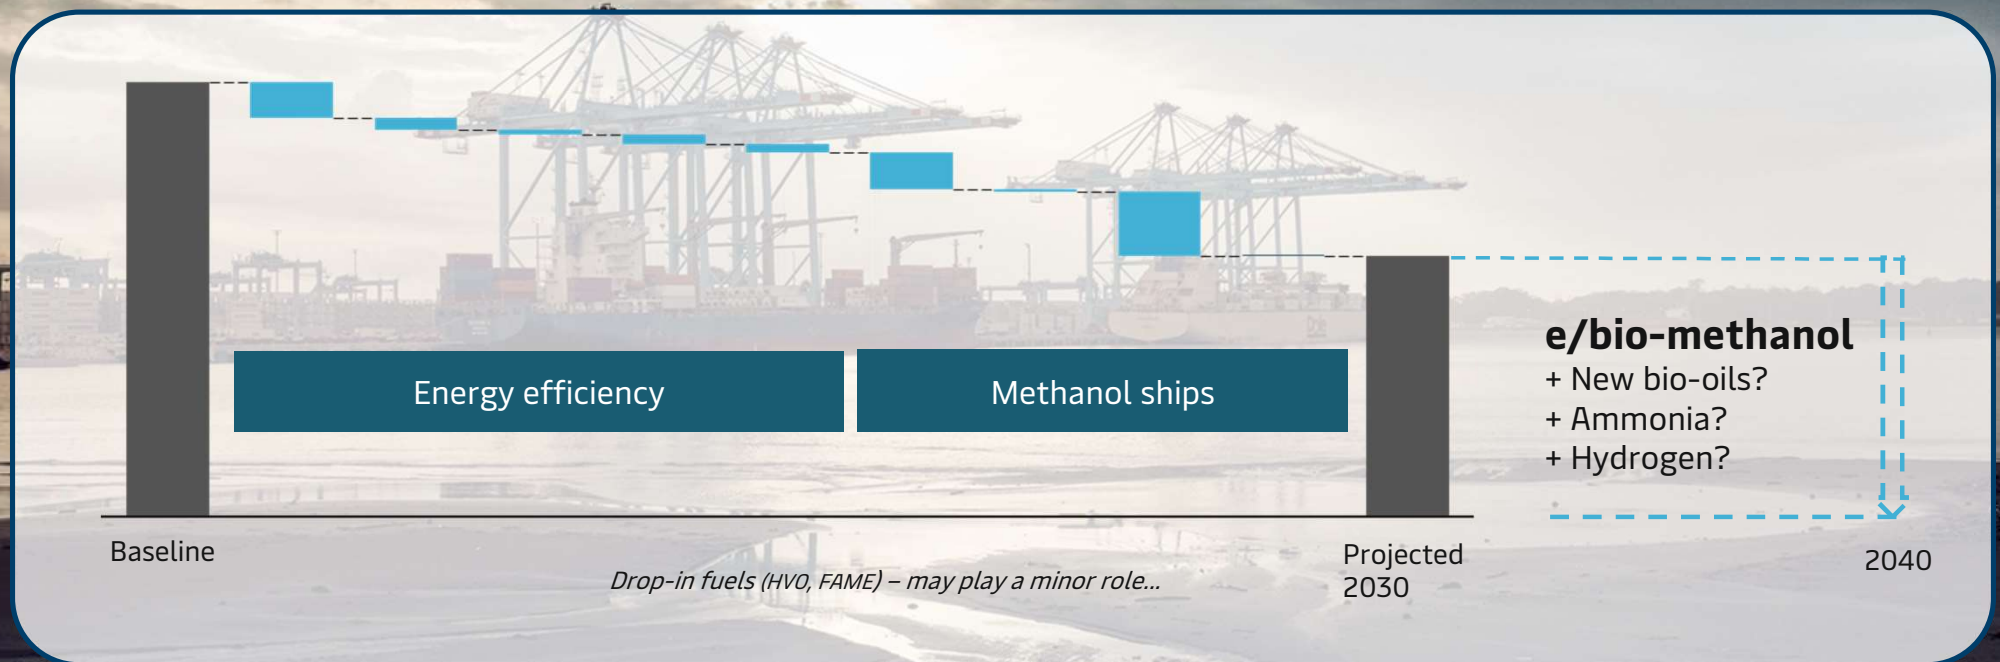 Energy efficiency
Methanol ships
e/bio-methanol
+ New bio-oils?
+ Ammonia?
+ Hydrogen?
Baseline
Projected
2030
2040
Drop-in fuels (HVO, FAME) – may play a minor role...